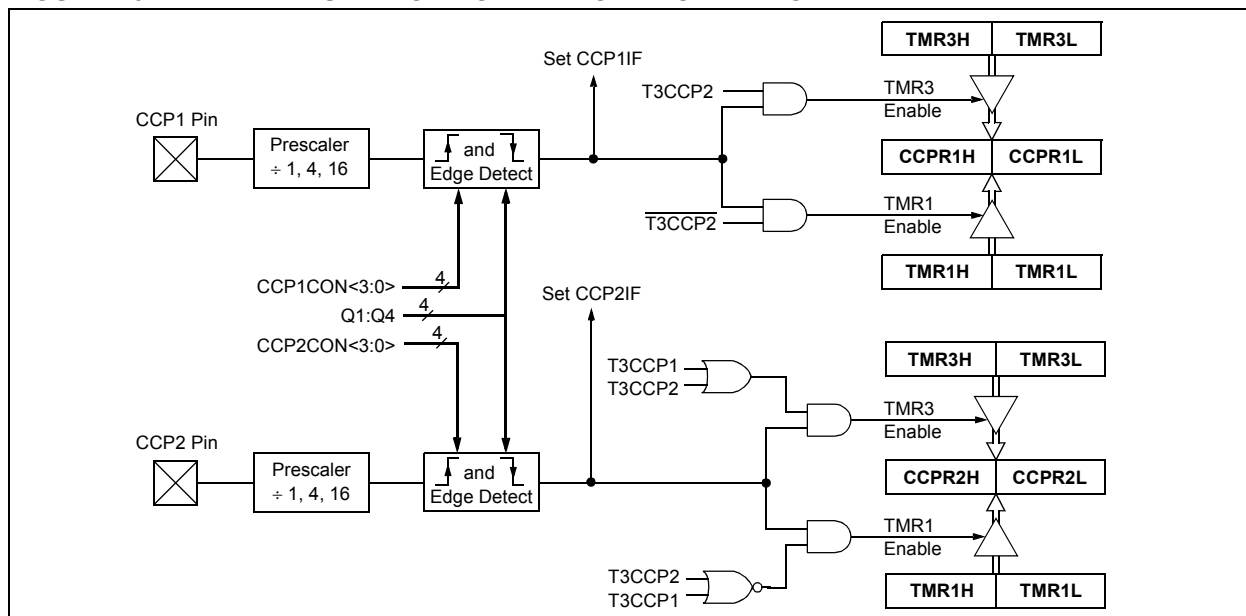 TMR3H TMR3L
Set CCP1IF
T3CCP2
TMR3
Enable
CCP1 Pin
Prescaler
÷ 1, 4, 16
and
Edge Detect
CCPR1H CCPR1L
TMR1
Enable
T3CCP2
TMR1H TMR1L
CCP1CON<3:0>
4
Q1:Q4
4
CCP2CON<3:0>
4
Set CCP2IF
TMR3H TMR3L
T3CCP1
T3CCP2
TMR3
Enable
CCP2 Pin
Prescaler
÷ 1, 4, 16
and
Edge Detect
CCPR2H CCPR2L
TMR1
Enable
T3CCP2
T3CCP1
TMR1H TMR1L